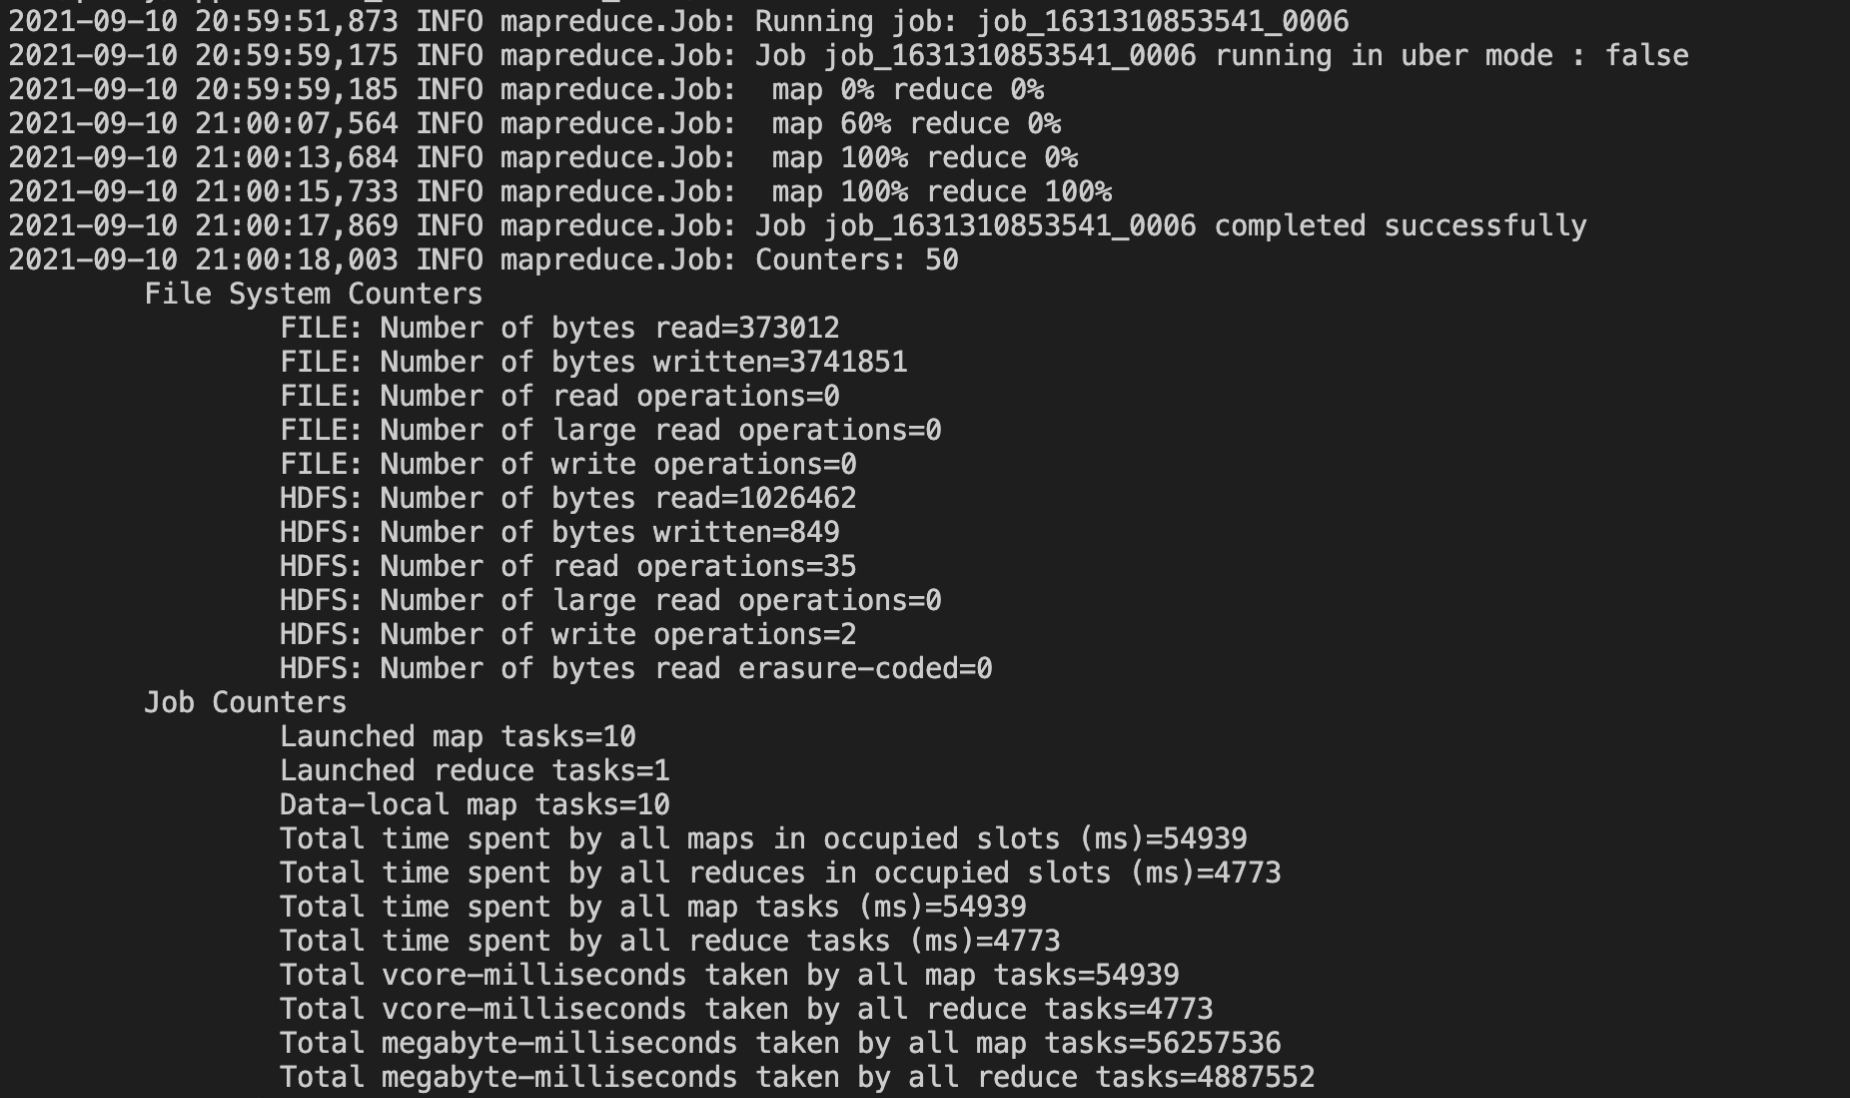 2021-09-10 20:59:51,873 INFO mapreduce.Job: Running job: job_1631310853541_0006
2021-09-10 20:59:59,175 INFO mapreduce.Job: Job job_1631310853541_0006 running in uber mode : false
2021-09-10 20:59:59,185 INFO mapreduce.Job:  map 0% reduce 0%
2021-09-10 21:00:07,564 INFO mapreduce.Job:  map 60% reduce 0%
2021-09-10 21:00:13,684 INFO mapreduce.Job:  map 100% reduce 0%
2021-09-10 21:00:15,733 INFO mapreduce.Job:  map 100% reduce 100%
2021-09-10 21:00:17,869 INFO mapreduce.Job: Job job_1631310853541_0006 completed successfully
2021-09-10 21:00:18,003 INFO mapreduce.Job: Counters: 50
File System Counters
FILE: Number of bytes read=373012
FILE: Number of bytes written=3741851
FILE: Number of read operations=0
FILE: Number of large read operations=0
FILE: Number of write operations=0
HDFS: Number of bytes read=1026462
HDFS: Number of bytes written=849
HDFS: Number of read operations=35
HDFS: Number of large read operations=0
HDFS: Number of write operations=2
HDFS: Number of bytes read erasure-coded=0
Job Counters
Launched map tasks=10
Launched reduce tasks=1
Data-local map tasks=10
Total time spent by all maps in occupied slots (ms)=54939
Total time spent by all reduces in occupied slots (ms)=4773
Total time spent by all map tasks (ms)=54939
Total time spent by all reduce tasks (ms)=4773
Total vcore-milliseconds taken by all map tasks=54939
Total vcore-milliseconds taken by all reduce tasks=4773
Total megabyte-milliseconds taken by all map tasks=56257536
Total megabyte-milliseconds taken by all reduce tasks=4887552